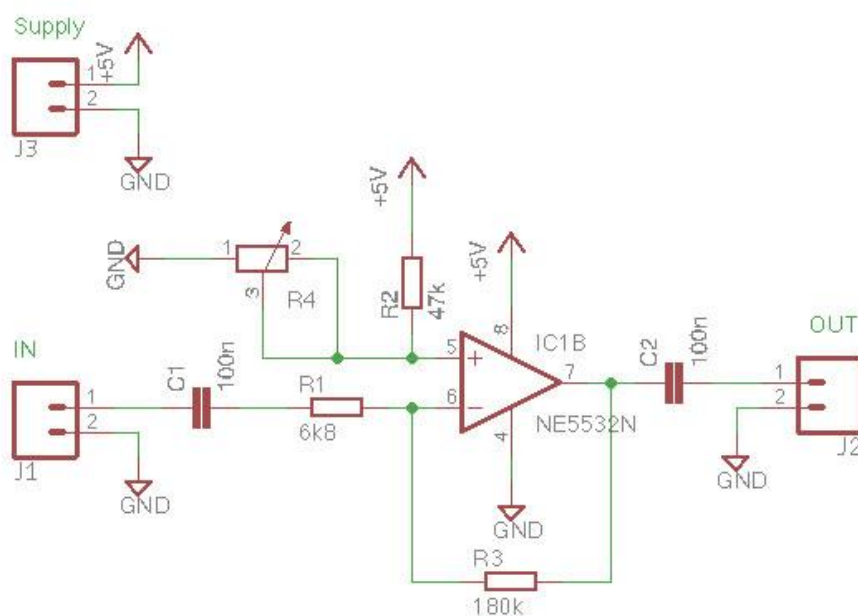 Supply
+5V
1
2
J3
GND
+5V
GND
1
2
3
R4
R2
47k
+5V
8
IN
C1
100n
R1
6k8
1
2
J1
GND
5
6
+
−
7
4
IC1B
NE5532N
GND
C2
100n
OUT
1
2
J2
GND
R3
180k